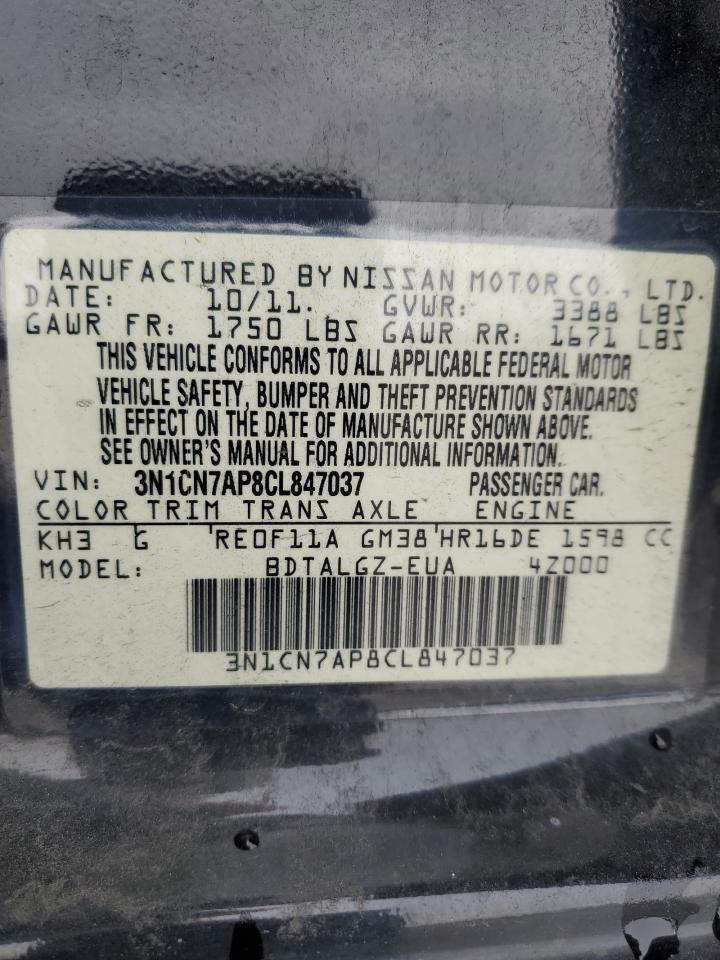 MANUFACTURED BY NISSAN MOTOR CO., LTD.
DATE: 10/11. GVWR: 3388 LBS
GAWR FR: 1750 LBS GAWR RR: 1671 LBS
THIS VEHICLE CONFORMS TO ALL APPLICABLE FEDERAL MOTOR
VEHICLE SAFETY, BUMPER AND THEFT PREVENTION STANDARDS
IN EFFECT ON THE DATE OF MANUFACTURE SHOWN ABOVE.
SEE OWNER'S MANUAL FOR ADDITIONAL INFORMATION.
VIN: 3N1CN7AP8CL847037 PASSENGER CAR.
COLOR TRIM TRANS AXLE ENGINE
KH3 G RE0F11A GM38 HR16DE 1598 CC
MODEL: BDTALGZ-EUA 4Z000
3N1CN7AP8CL847037